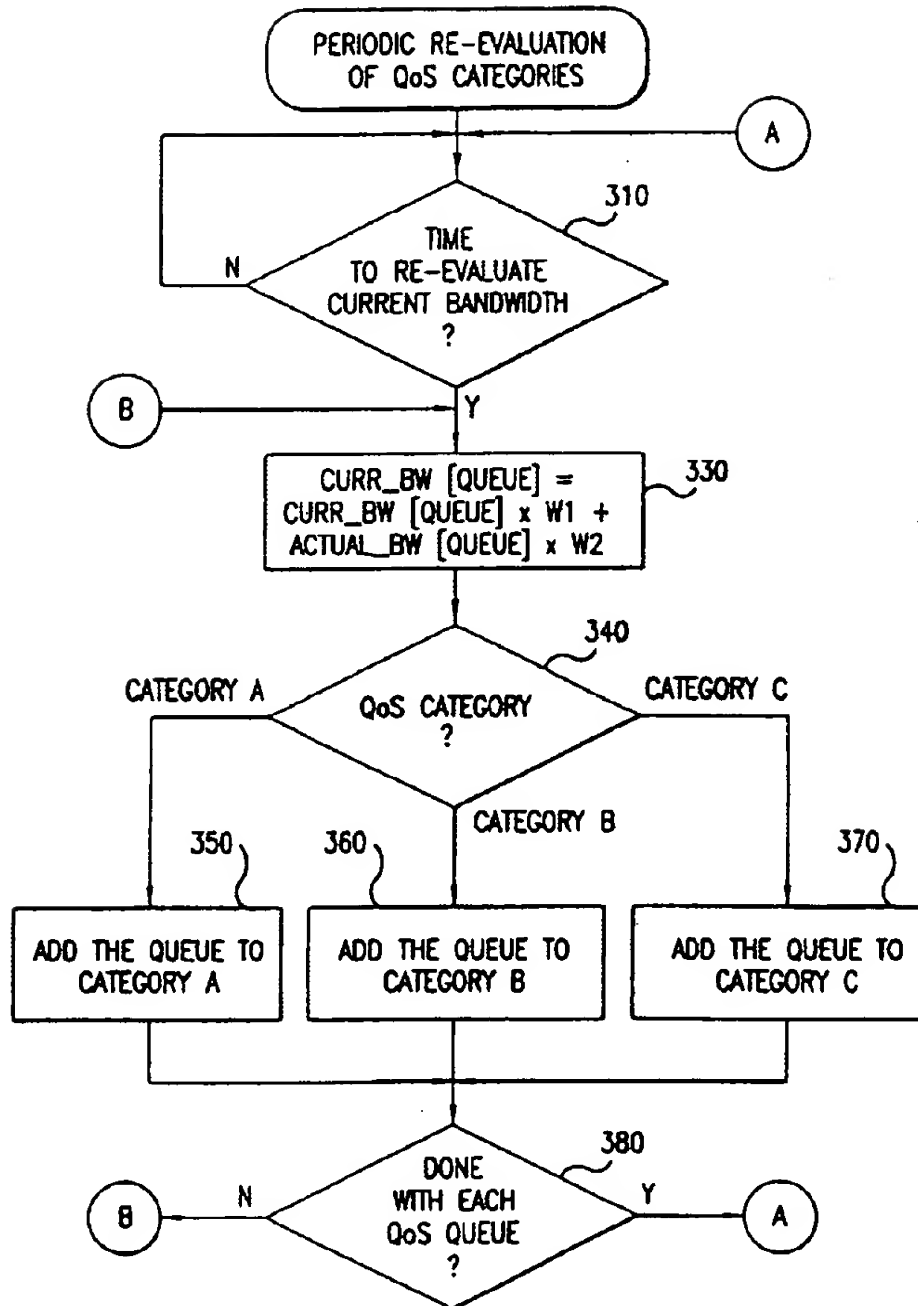 PERIODIC RE-EVALUATION
OF QoS CATEGORIES
A
310
TIME
TO RE-EVALUATE
CURRENT BANDWIDTH
?
N
B
Y
CURR_BW [QUEUE] =
CURR_BW [QUEUE] x W1 +
ACTUAL_BW [QUEUE] x W2
330
340
CATEGORY A
QoS CATEGORY
?
CATEGORY C
CATEGORY B
350
360
370
ADD THE QUEUE TO
CATEGORY A
ADD THE QUEUE TO
CATEGORY B
ADD THE QUEUE TO
CATEGORY C
380
B
N
DONE
WITH EACH
QoS QUEUE
?
Y
A